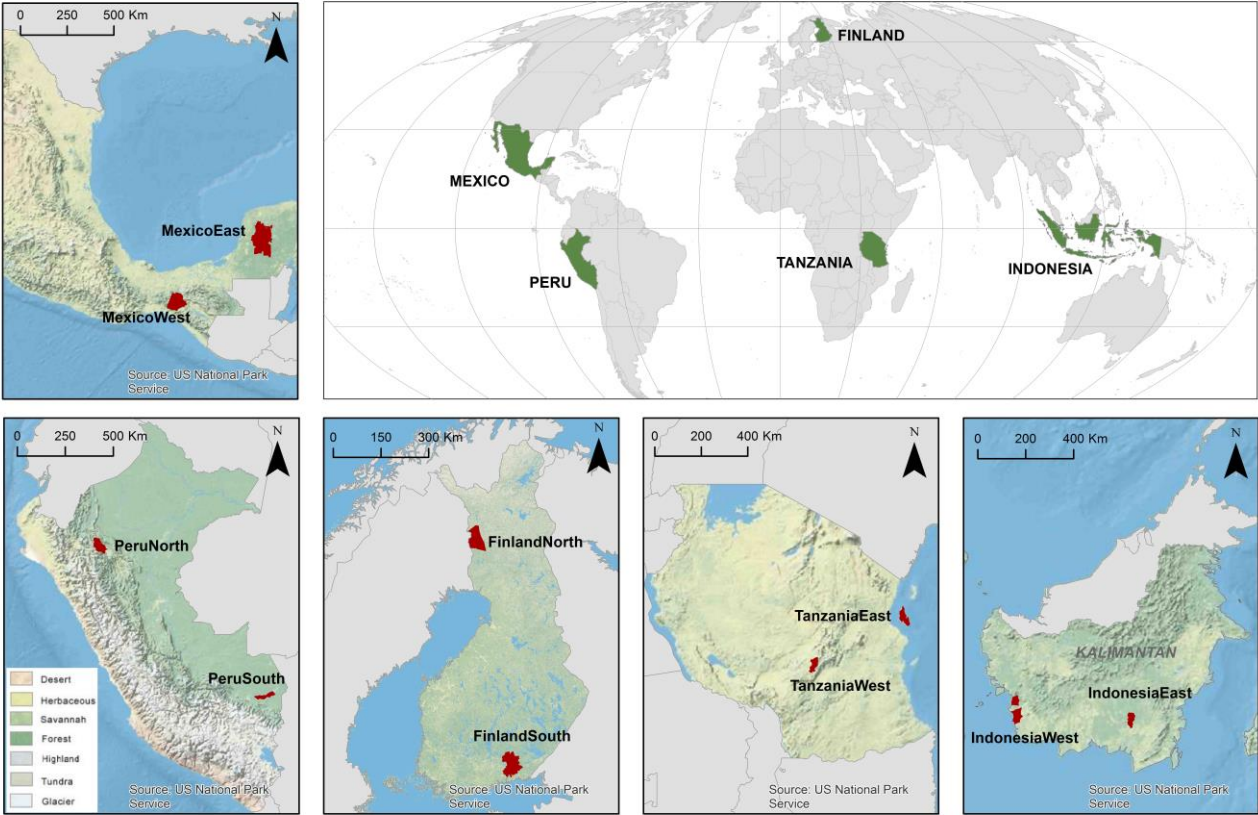 0 250 500 Km
N
MexicoEast
MexicoWest
Source: US National Park
Service
FINLAND
MEXICO
PERU
TANZANIA
INDONESIA
0 250 500 Km
N
PeruNorth
PeruSouth
Desert
Herbaceous
Savannah
Forest
Highland
Tundra
Glacier
Source: US National Park
Service
0 150 300 Km
N
FinlandNorth
FinlandSouth
Source: US National Park
Service
0 200 400 Km
N
TanzaniaEast
TanzaniaWest
Source: US National Park
Service
0 200 400 Km
N
KALIMANTAN
IndonesiaEast
IndonesiaWest
Source: US National Park
Service